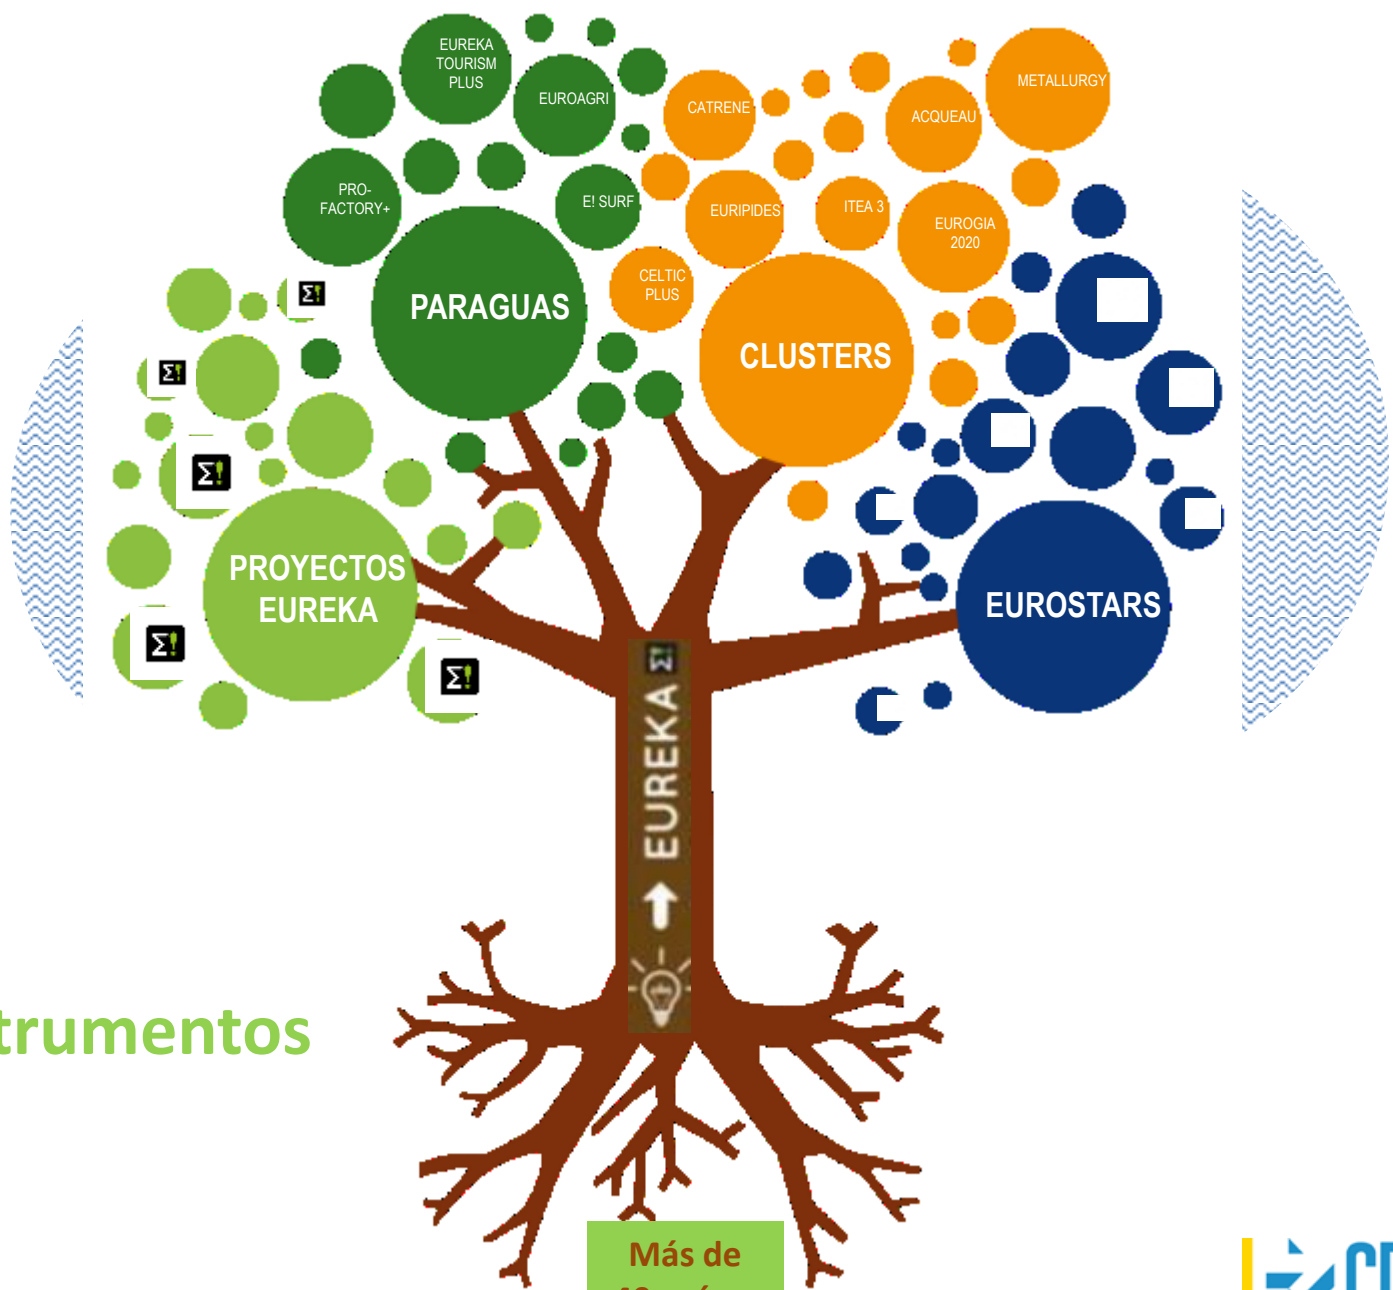 EUREKA
TOURISM
PLUS
EUROAGRI
PRO-
FACTORY+
E! SURF
PARAGUAS
CATRENE
ACQUEAU
METALLURGY
EURIPIDES
ITEA 3
EUROGIA
2020
CELTIC
PLUS
CLUSTERS
PROYECTOS
EUREKA
EUROSTARS
Σ!
Σ!
Σ!
Σ!
Σ!
EUREKA Σ!
trumentos
Más de